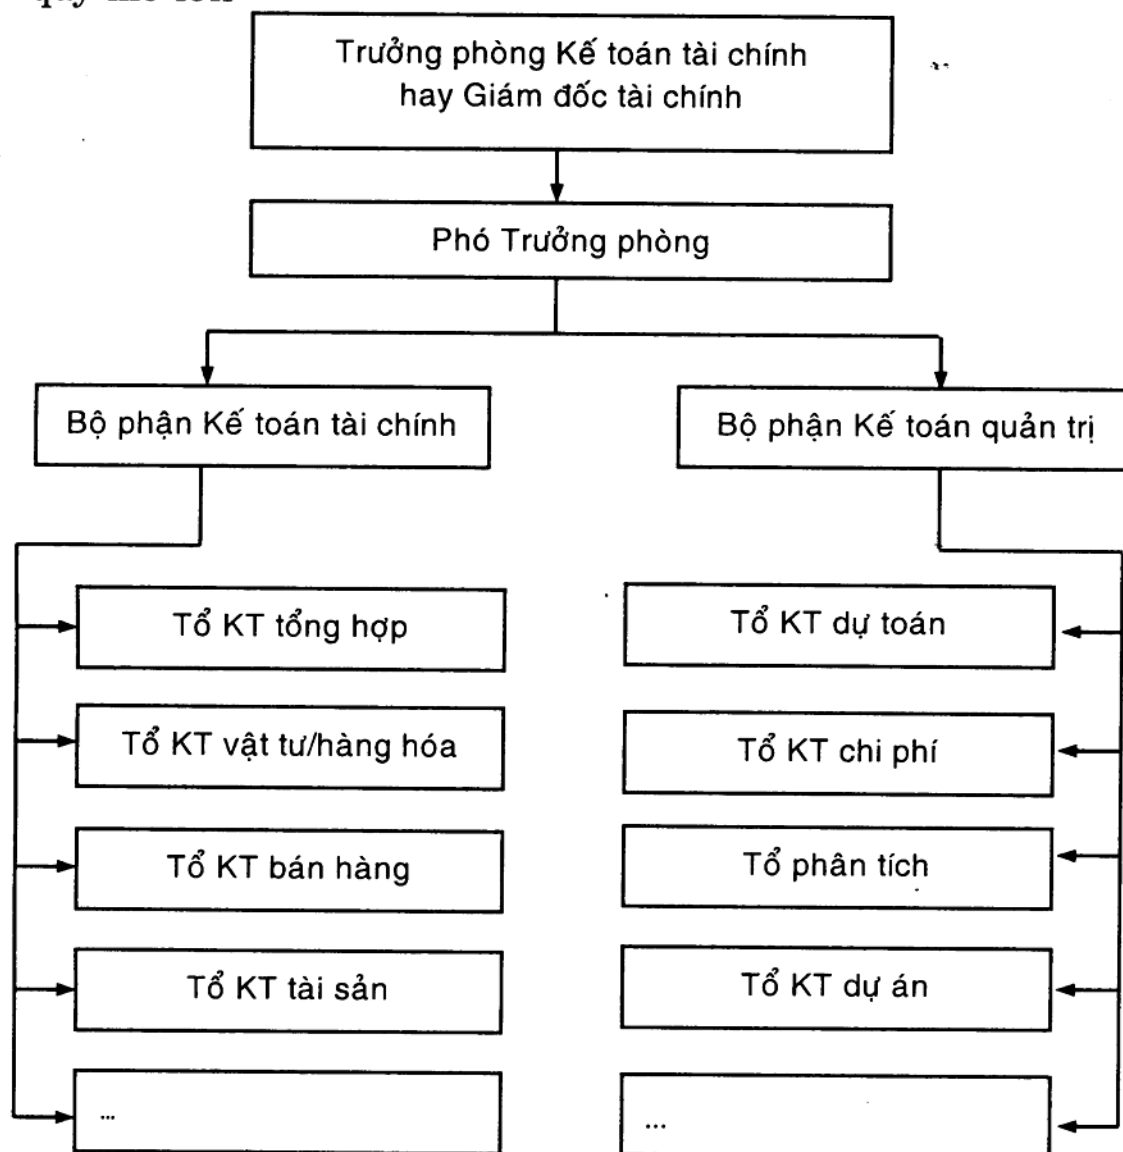 Trưởng phòng Kế toán tài chính
hay Giám đốc tài chính
Phó Trưởng phòng
Bộ phận Kế toán tài chính
Bộ phận Kế toán quản trị
Tổ KT tổng hợp
Tổ KT dự toán
Tổ KT vật tư/hàng hóa
Tổ KT chi phí
Tổ KT bán hàng
Tổ phân tích
Tổ KT tài sản
Tổ KT dự án
...
...